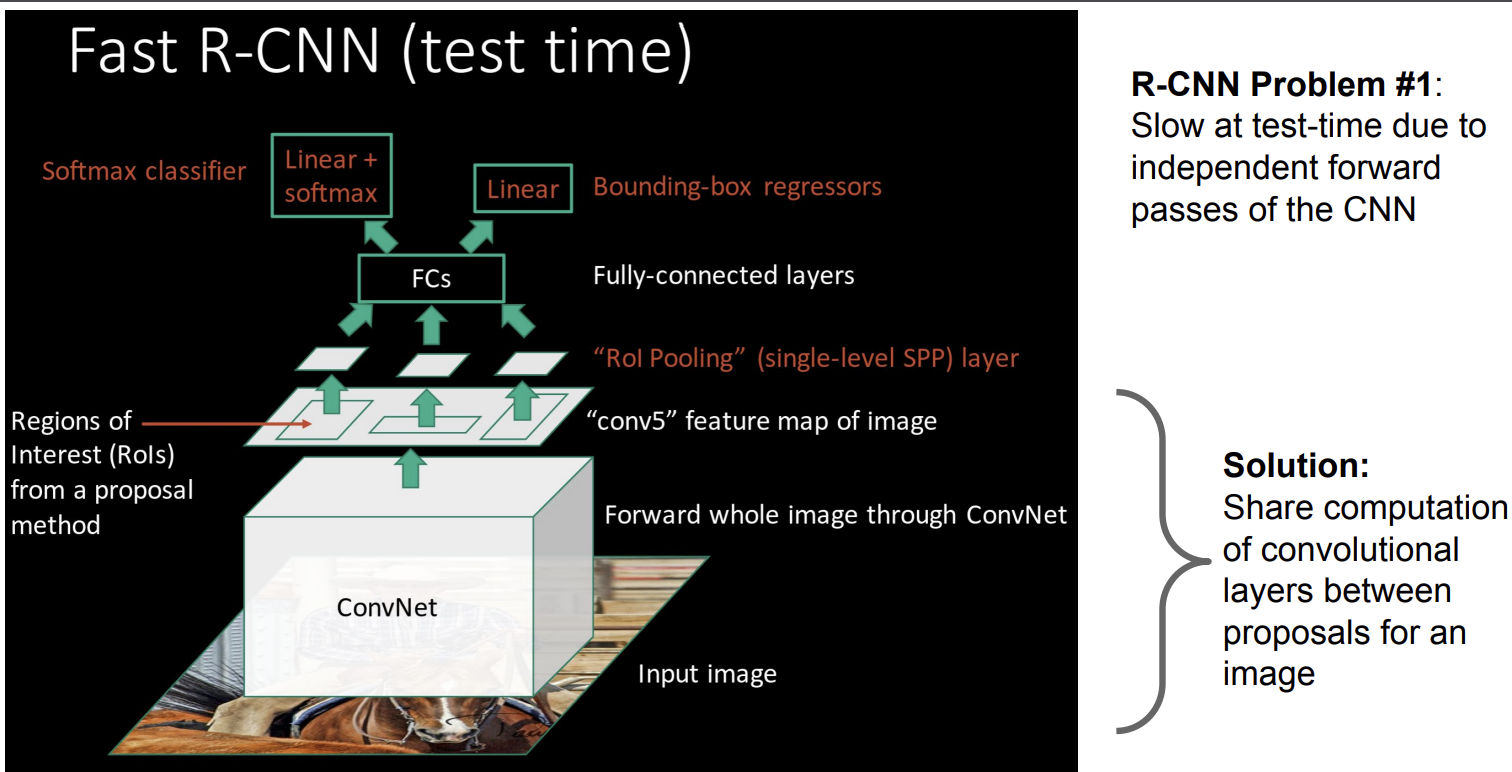 Fast R-CNN (test time)
Softmax classifier
Linear +
softmax
Linear
Bounding-box regressors
FCs
Fully-connected layers
“RoI Pooling” (single-level SPP) layer
Regions of
Interest (RoIs)
from a proposal
method
“conv5” feature map of image
Forward whole image through ConvNet
ConvNet
Input image
R-CNN Problem #1:
Slow at test-time due to
independent forward
passes of the CNN
Solution:
Share computation
of convolutional
layers between
proposals for an
image